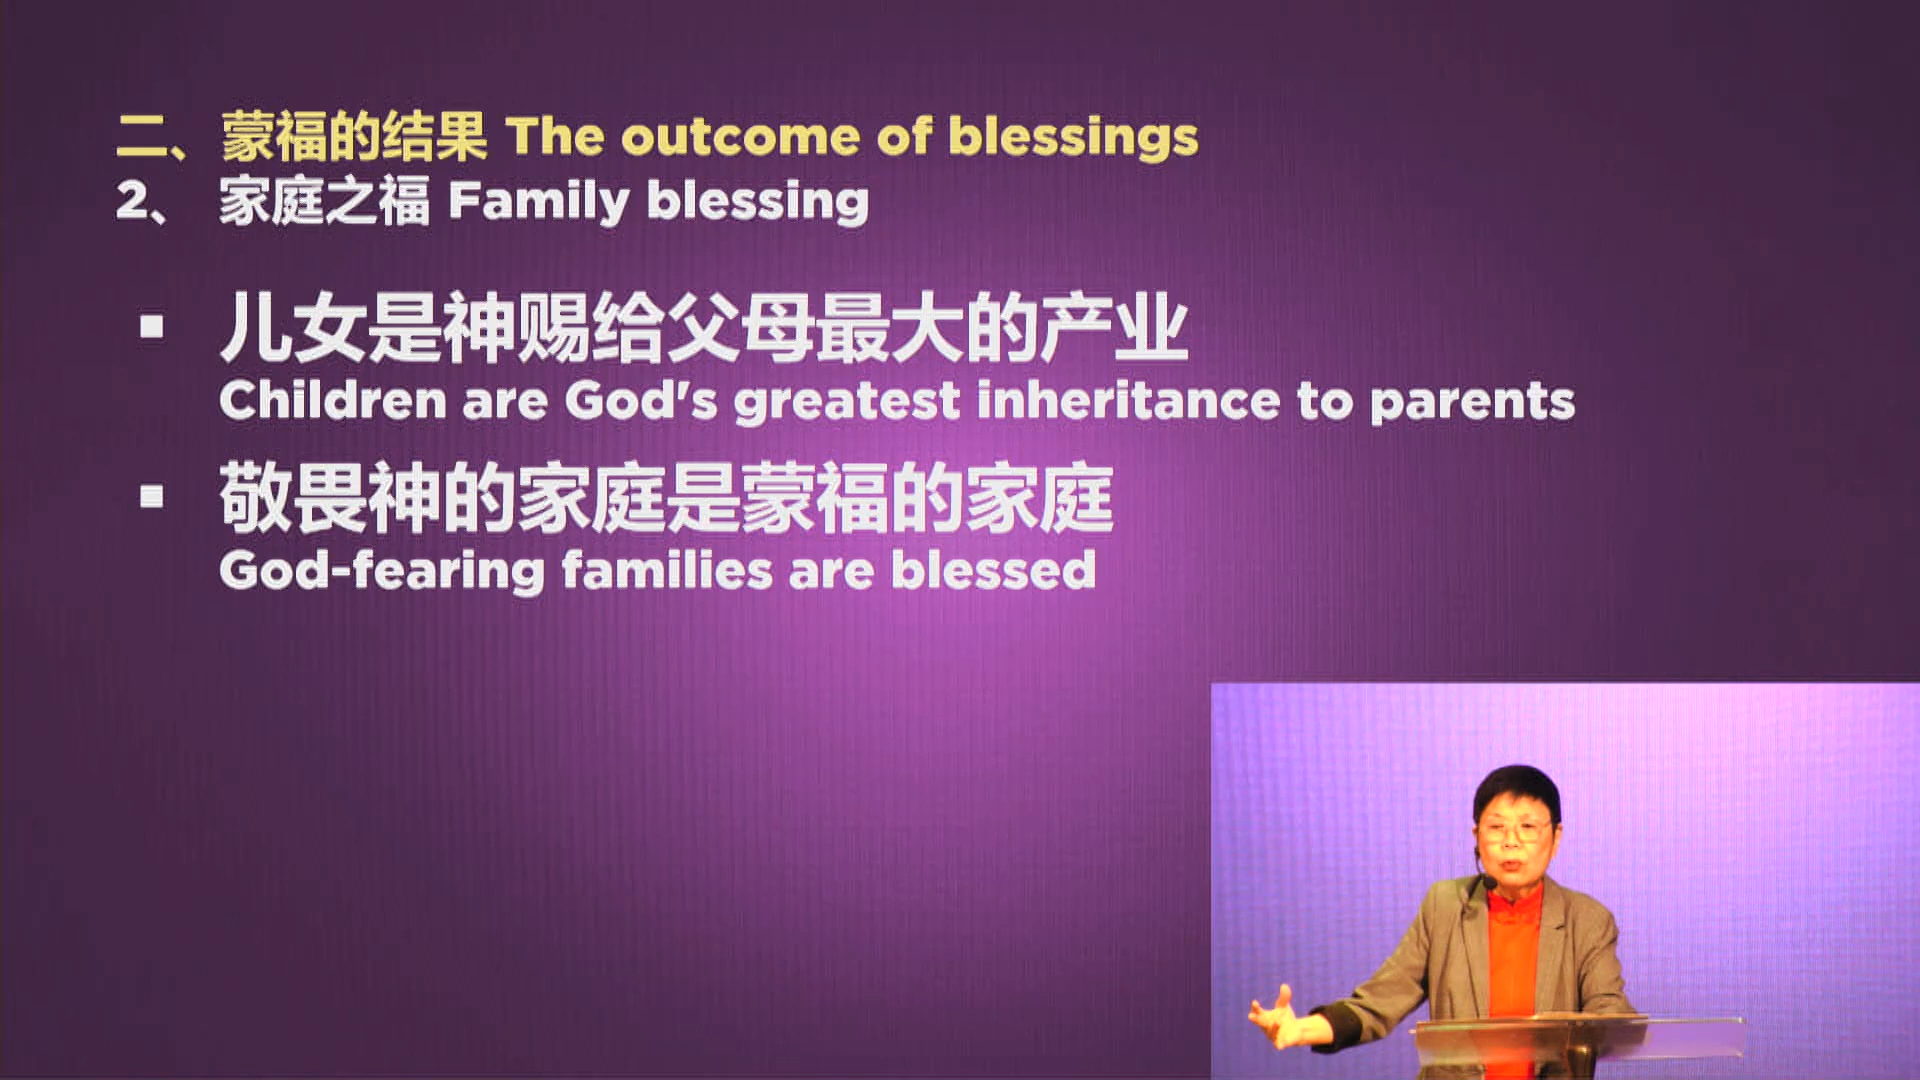 二、蒙福的结果 The outcome of blessings
2、 家庭之福 Family blessing
▪ 儿女是神赐给父母最大的产业
Children are God's greatest inheritance to parents
▪ 敬畏神的家庭是蒙福的家庭
God-fearing families are blessed